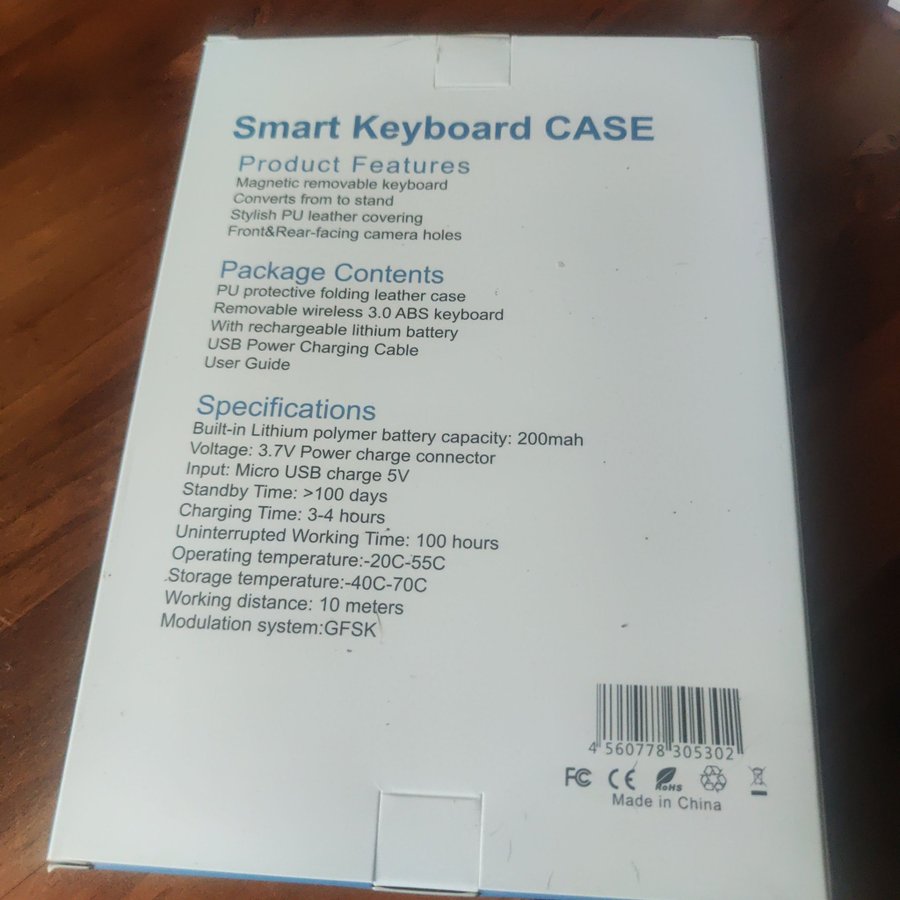 Smart Keyboard CASE
Product Features
Magnetic removable keyboard
Converts from to stand
Stylish PU leather covering
Front&Rear-facing camera holes
Package Contents
PU protective folding leather case
Removable wireless 3.0 ABS keyboard
With rechargeable lithium battery
USB Power Charging Cable
User Guide
Specifications
Built-in Lithium polymer battery capacity: 200mah
Voltage: 3.7V Power charge connector
Input: Micro USB charge 5V
Standby Time: >100 days
Charging Time: 3-4 hours
Uninterrupted Working Time: 100 hours
Operating temperature:-20C-55C
Storage temperature:-40C-70C
Working distance: 10 meters
Modulation system:GFSK
4 560778 305302
FC CE RoHS
Made in China